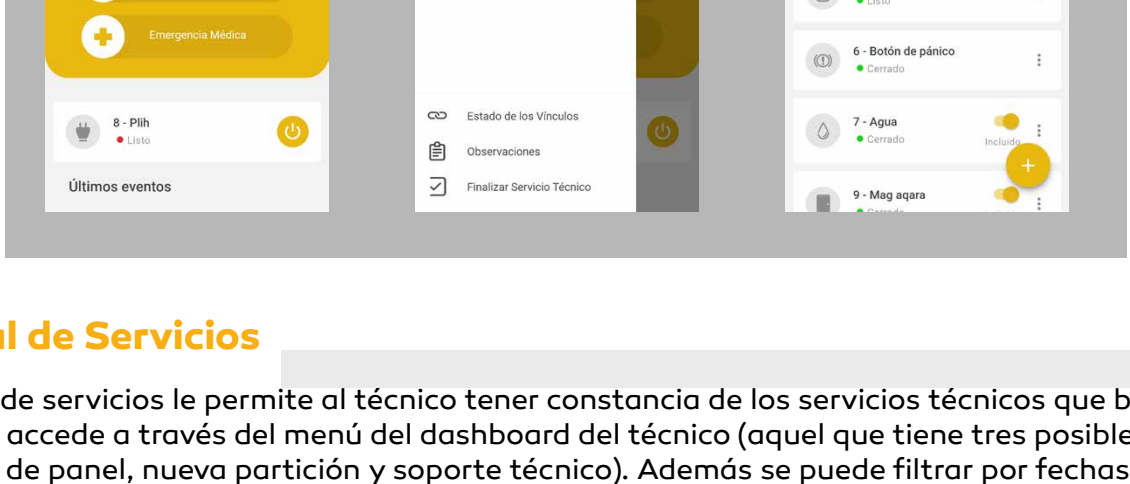 Emergencia Médica
8 - Plih
Listo
Últimos eventos
Estado de los Vínculos
Observaciones
Finalizar Servicio Técnico
Listo
6 - Botón de pánico
Cerrado
7 - Agua
Cerrado
Incluido
+
9 - Mag aqara
Cerrado
l de Servicios
de servicios le permite al técnico tener constancia de los servicios técnicos que b
accede a través del menú del dashboard del técnico (aquel que tiene tres posible
de panel, nueva partición y soporte técnico). Además se puede filtrar por fechas